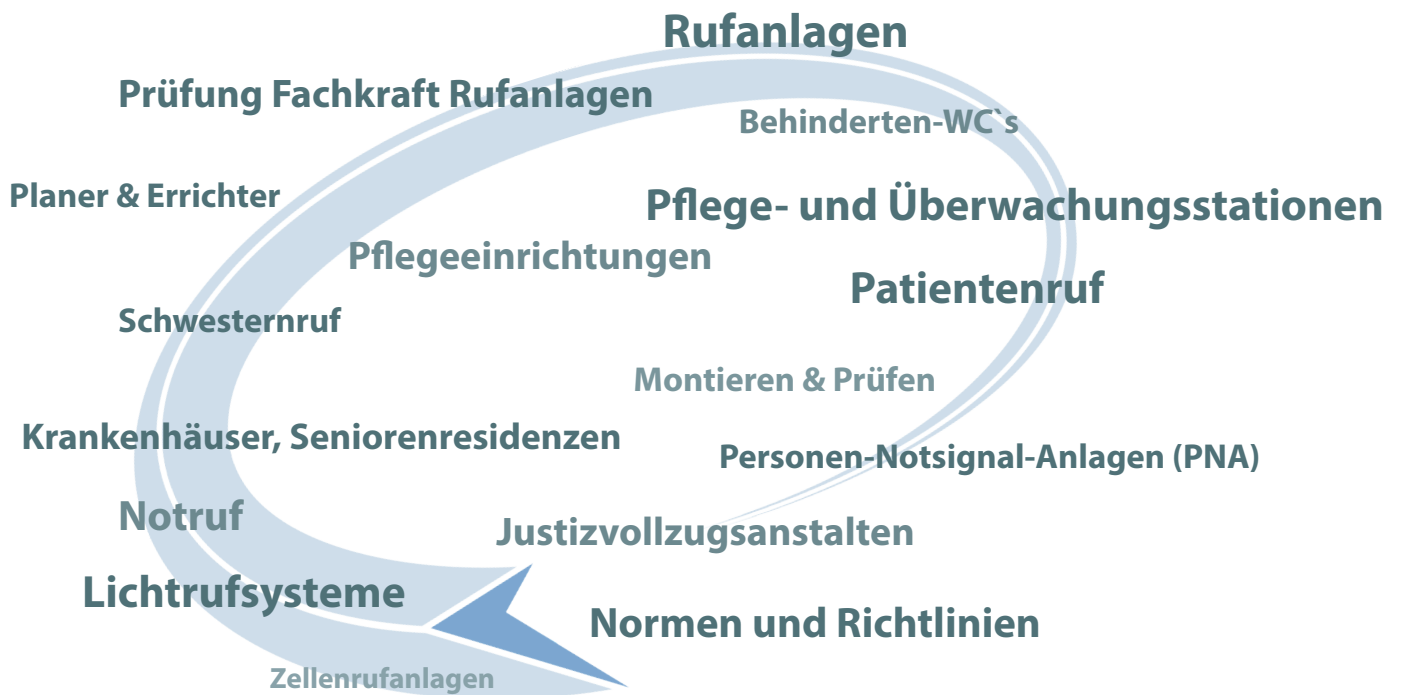 Rufanlagen
Prüfung Fachkraft Rufanlagen
Behinderten-WC`s
Planer & Errichter
Pflege- und Überwachungsstationen
Pflegeeinrichtungen
Patientenruf
Schwesternruf
Montieren & Prüfen
Krankenhäuser, Seniorenresidenzen
Personen-Notsignal-Anlagen (PNA)
Notruf
Justizvollzugsanstalten
Lichtrufsysteme
Normen und Richtlinien
Zellenrufanlagen